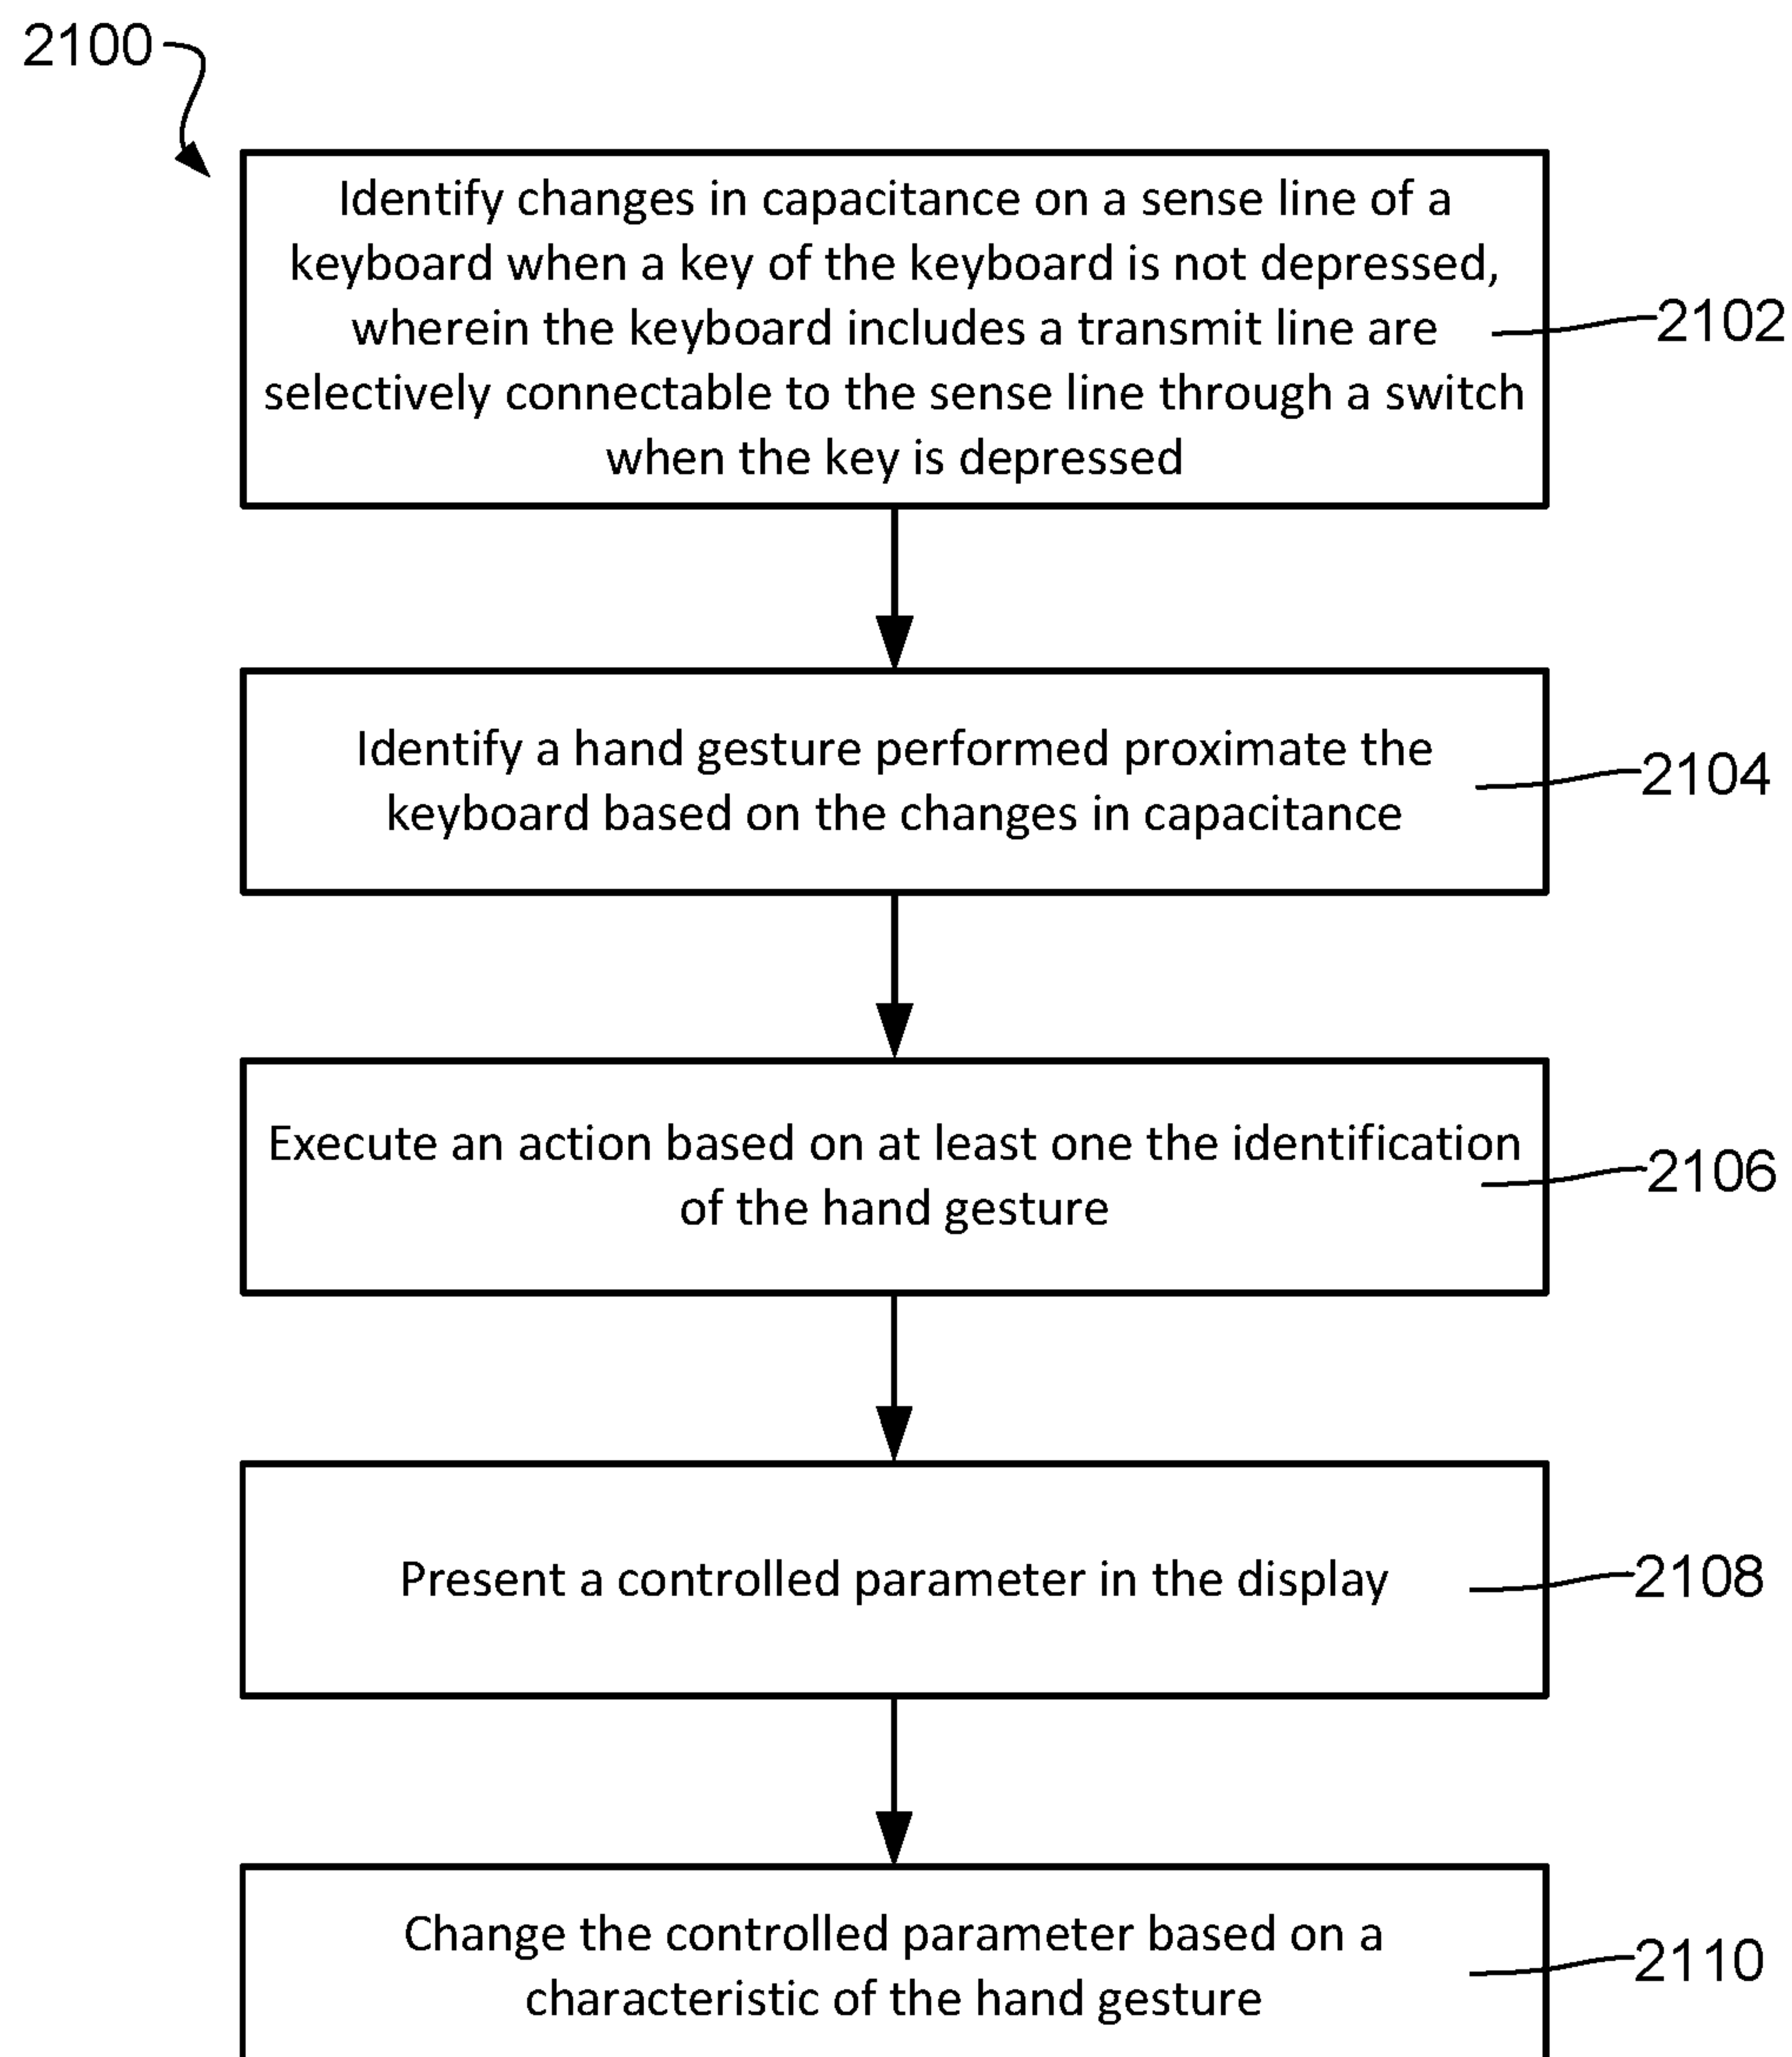 2100
Identify changes in capacitance on a sense line of a
keyboard when a key of the keyboard is not depressed,
wherein the keyboard includes a transmit line are
selectively connectable to the sense line through a switch
when the key is depressed
2102
Identify a hand gesture performed proximate the
keyboard based on the changes in capacitance
2104
Execute an action based on at least one the identification
of the hand gesture
2106
Present a controlled parameter in the display
2108
Change the controlled parameter based on a
characteristic of the hand gesture
2110